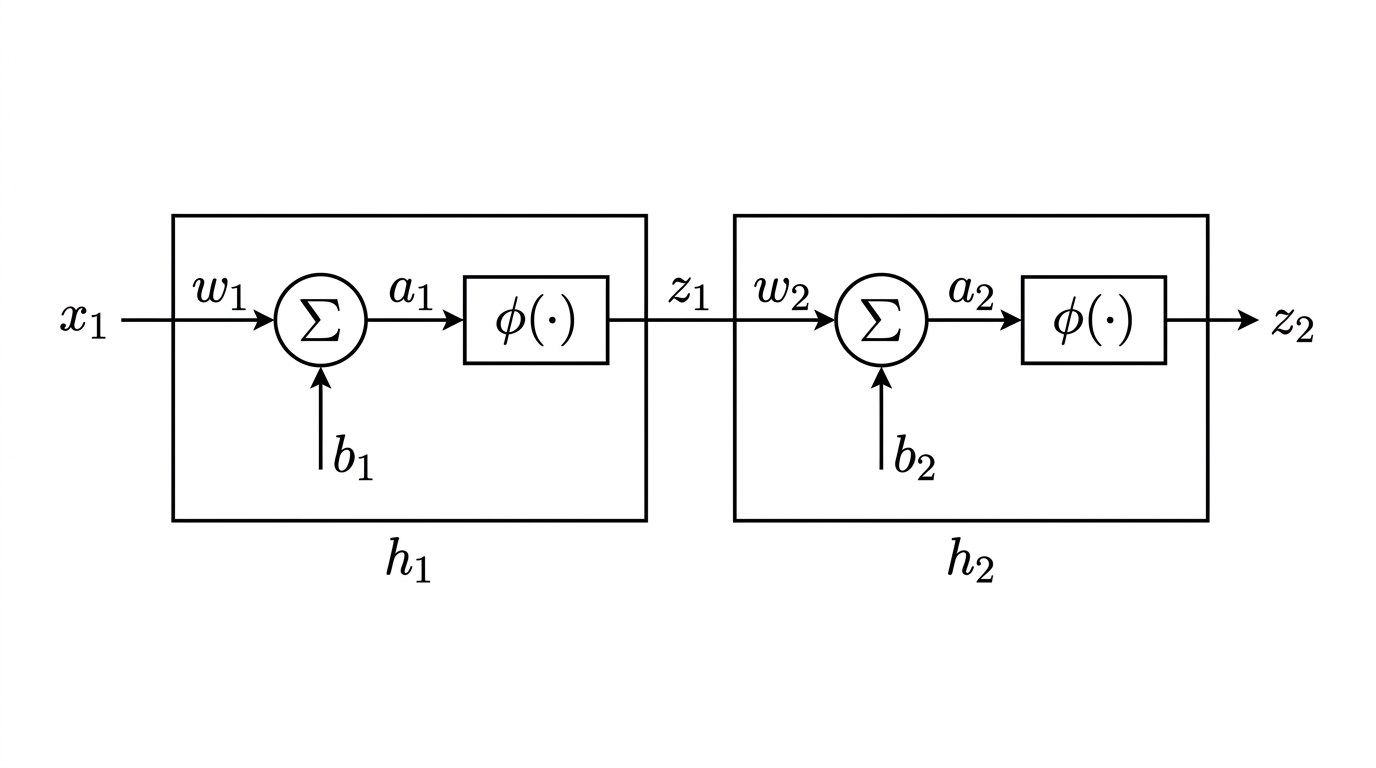 w₁ a₁ z₁ w₂ a₂
x₁ Σ ϕ(·) Σ ϕ(·) z₂
b₁ b₂
h₁ h₂